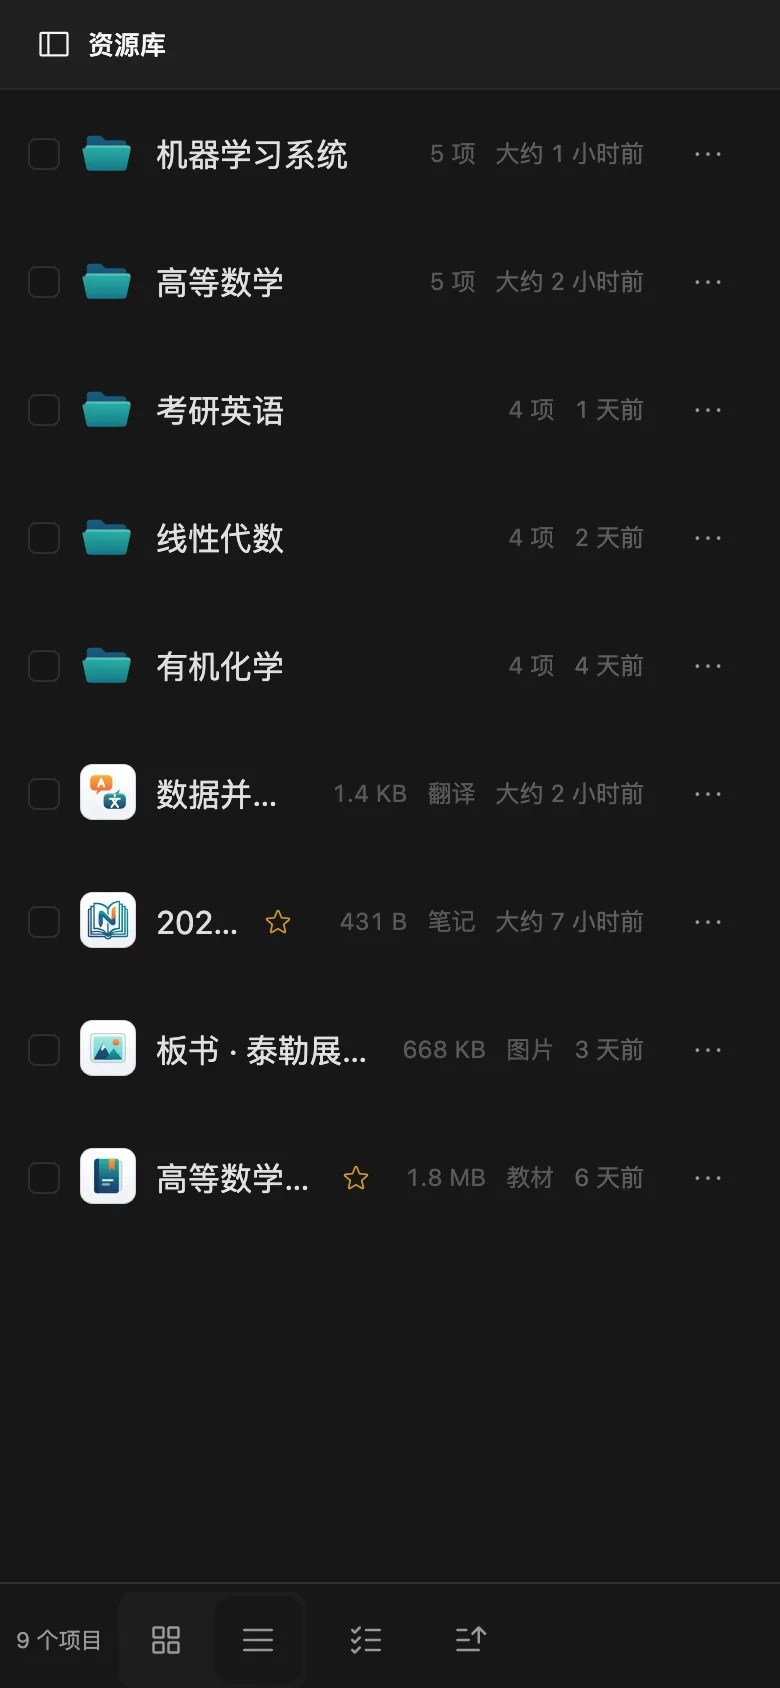 资源库
机器学习系统 5 项 大约 1 小时前 ···
高等数学 5 项 大约 2 小时前 ···
考研英语 4 项 1 天前 ···
线性代数 4 项 2 天前 ···
有机化学 4 项 4 天前 ···
数据并... 1.4 KB 翻译 大约 2 小时前 ···
202... 431 B 笔记 大约 7 小时前 ···
板书 · 泰勒展... 668 KB 图片 3 天前 ···
高等数学... 1.8 MB 教材 6 天前 ···
9 个项目